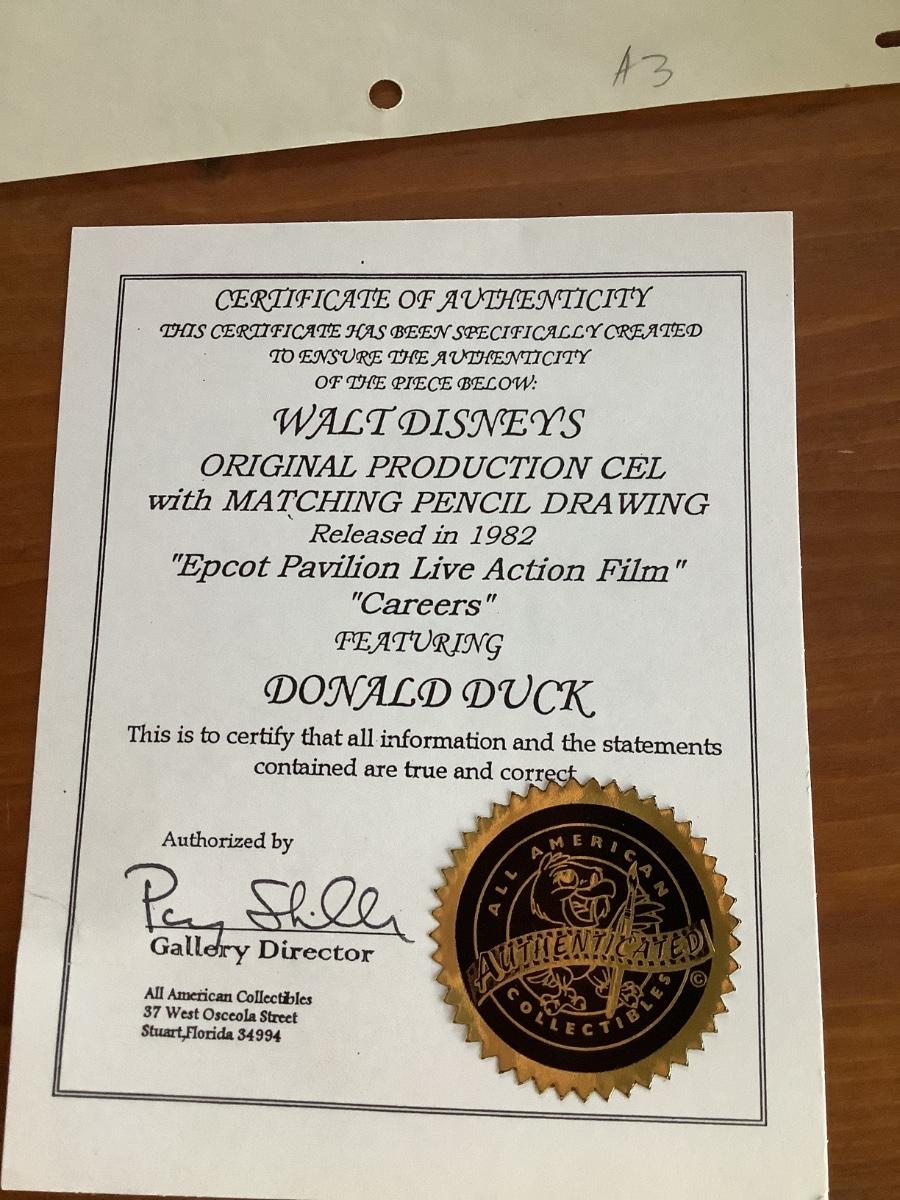 A3
CERTIFICATE OF AUTHENTICITY
THIS CERTIFICATE HAS BEEN SPECIFICALLY CREATED
TO ENSURE THE AUTHENTICITY
OF THE PIECE BELOW:
WALT DISNEYS
ORIGINAL PRODUCTION CEL
with MATCHING PENCIL DRAWING
Released in 1982
"Epcot Pavilion Live Action Film"
"Careers"
FEATURING
DONALD DUCK
This is to certify that all information and the statements
contained are true and correct
Authorized by
Gallery Director
All American Collectibles
37 West Osceola Street
Stuart,Florida 34994
ALL AMERICAN
AUTHENTICATED
COLLECTIBLES
©